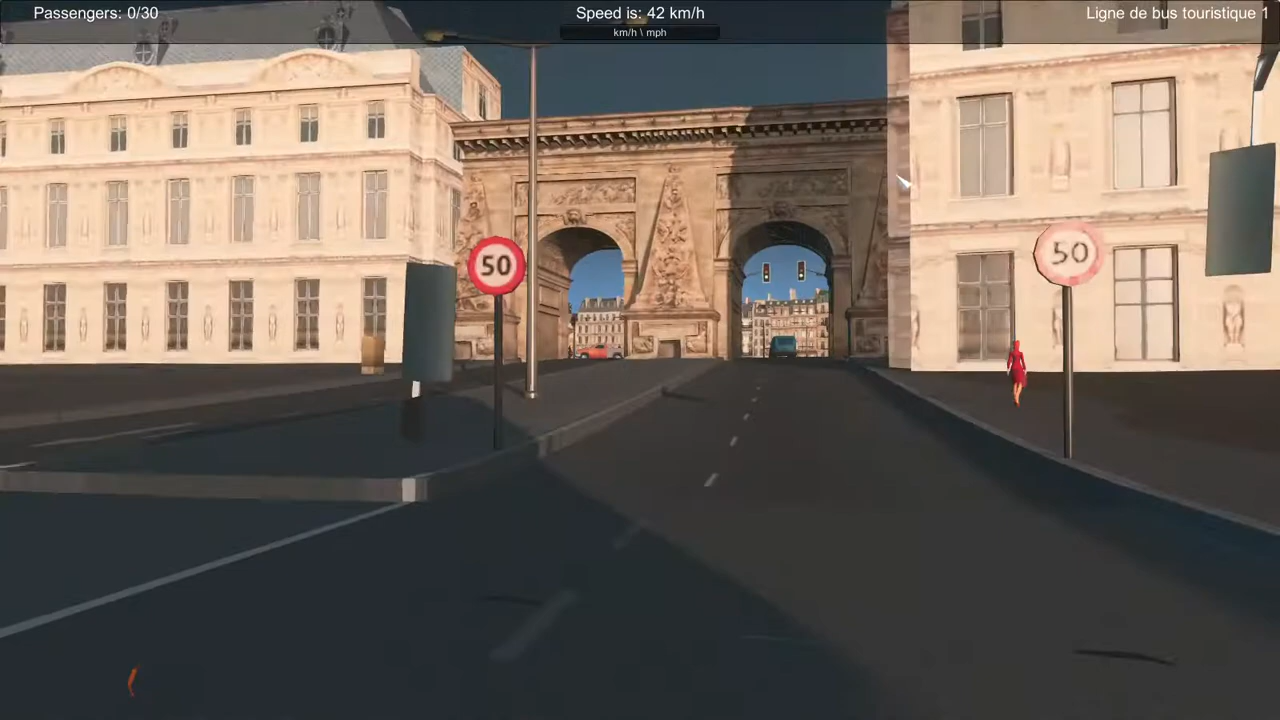 Passengers: 0/30
Speed is: 42 km/h
Ligne de bus touristique 1
km/h \ mph
50
50